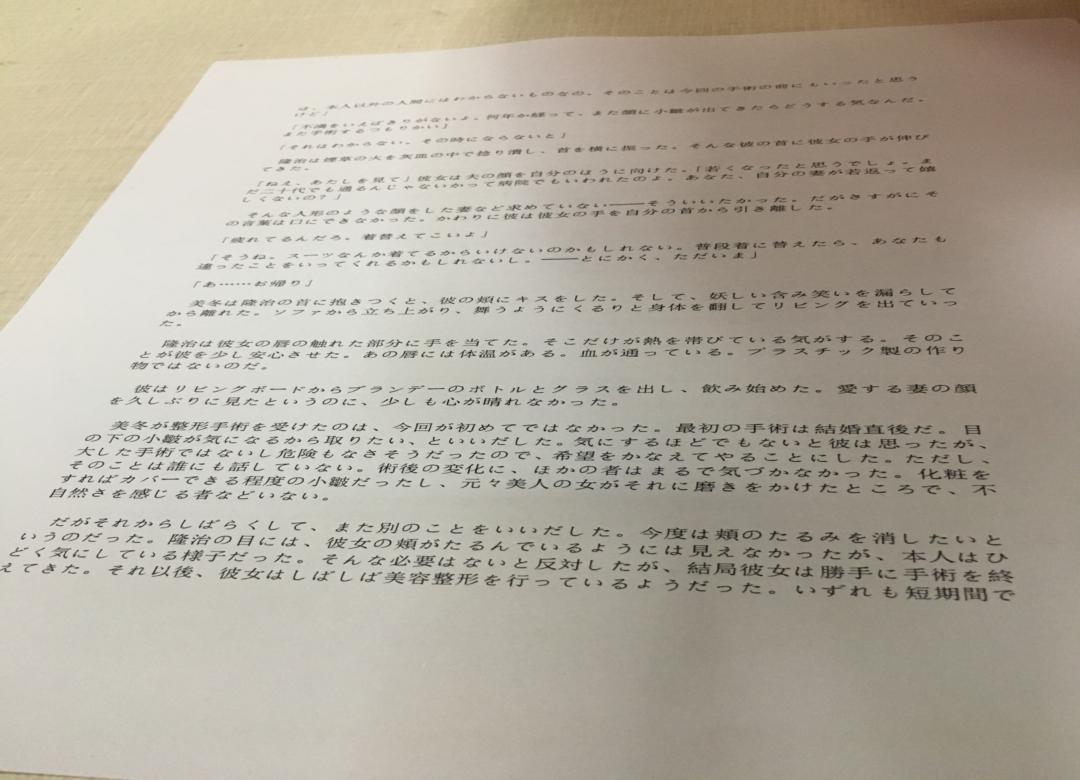 は、本人以外の人間にはわからないものなの。そのことは今回の手術の前にもいったと思う
けど」
「不満をいえばきりがないよ。何年か経って、また顔に小皺が出てきたらどうする気なんだ。
また手術するつもりかい」
「それはわからない。その時にならないと」
隆治は煙草の火を灰皿の中で捻り潰し、首を横に振った。そんな彼の首に彼女の手が伸び
てきた。
「ねえ、あたしを見て」彼女は夫の顔を自分のほうに向けた。「若くなったと思うでしょ。ま
だ二十代でも通るんじゃないかって病院でもいわれたのよ。あなた、自分の妻が若返って嬉
しくないの?」
そんな人形のような顔をした妻など求めていない――そういいたかった。だがさすがにそ
の言葉は口にできなかった。かわりに彼は彼女の手を自分の首から引き離した。
「疲れてるんだろ。着替えてこいよ」
「そうね。スーツなんか着てるからいけないのかもしれない。普段着に替えたら、あなたも
違ったことをいってくれるかもしれないし。――とにかく、ただいま」
「あ……お帰り」
美冬は隆治の首に抱きつくと、彼の頬にキスをした。そして、妖しい含み笑いを漏らして
から離れた。ソファから立ち上がり、舞うようにくるりと身体を翻してリビングを出ていっ
た。
隆治は彼女の唇の触れた部分に手を当てた。そこだけが熱を帯びている気がする。そのこ
とが彼を少し安心させた。あの唇には体温がある。血が通っている。プラスチック製の作り
物ではないのだ。
彼はリビングボードからブランデーのボトルとグラスを出し、飲み始めた。愛する妻の顔
を久しぶりに見たというのに、少しも心が晴れなかった。
美冬が整形手術を受けたのは、今回が初めてではなかった。最初の手術は結婚直後だ。目
の下の小皺が気になるから取りたい、といいだした。気にするほどでもないと彼は思ったが、
大した手術ではないし危険もなさそうだったので、希望をかなえてやることにした。ただし、
そのことは誰にも話していない。術後の変化に、ほかの者はまるで気づかなかった。化粧を
すればカバーできる程度の小皺だったし、元々美人の女がそれに磨きをかけたところで、不
自然さを感じる者などいない。
だがそれからしばらくして、また別のことをいいだした。今度は頬のたるみを消したいと
いうのだった。隆治の目には、彼女の頬がたるんでいるようには見えなかったが、本人はひ
どく気にしている様子だった。そんな必要はないと反対したが、結局彼女は勝手に手術を終
えてきた。それ以後、彼女はしばしば美容整形を行っているようだった。いずれも短期間で